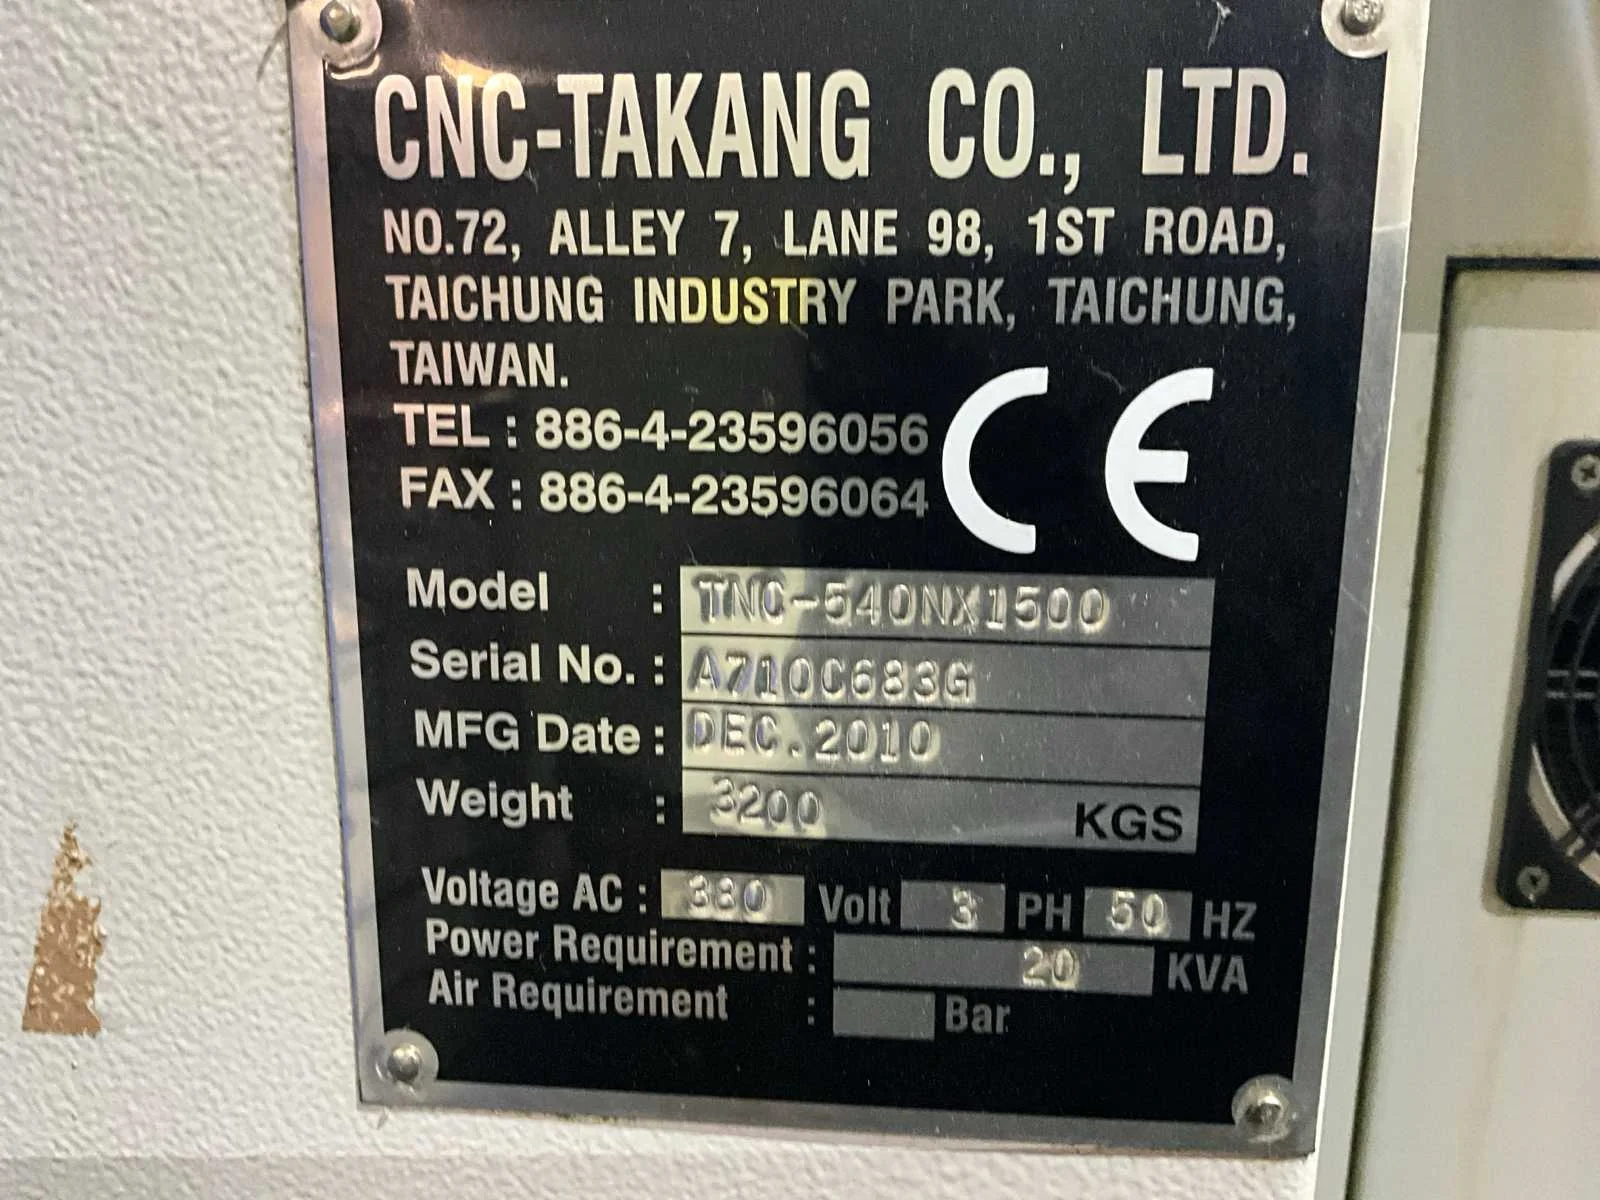 CNC-TAKANG CO., LTD.
NO.72, ALLEY 7, LANE 98, 1ST ROAD,
TAICHUNG INDUSTRY PARK, TAICHUNG,
TAIWAN.
TEL : 886-4-23596056
FAX : 886-4-23596064
CE
Model : TNC-540NX1500
Serial No. : A710C683G
MFG Date : DEC.2010
Weight : 3200 KGS
Voltage AC : 380 Volt 3 PH 50 HZ
Power Requirement : 20 KVA
Air Requirement : Bar